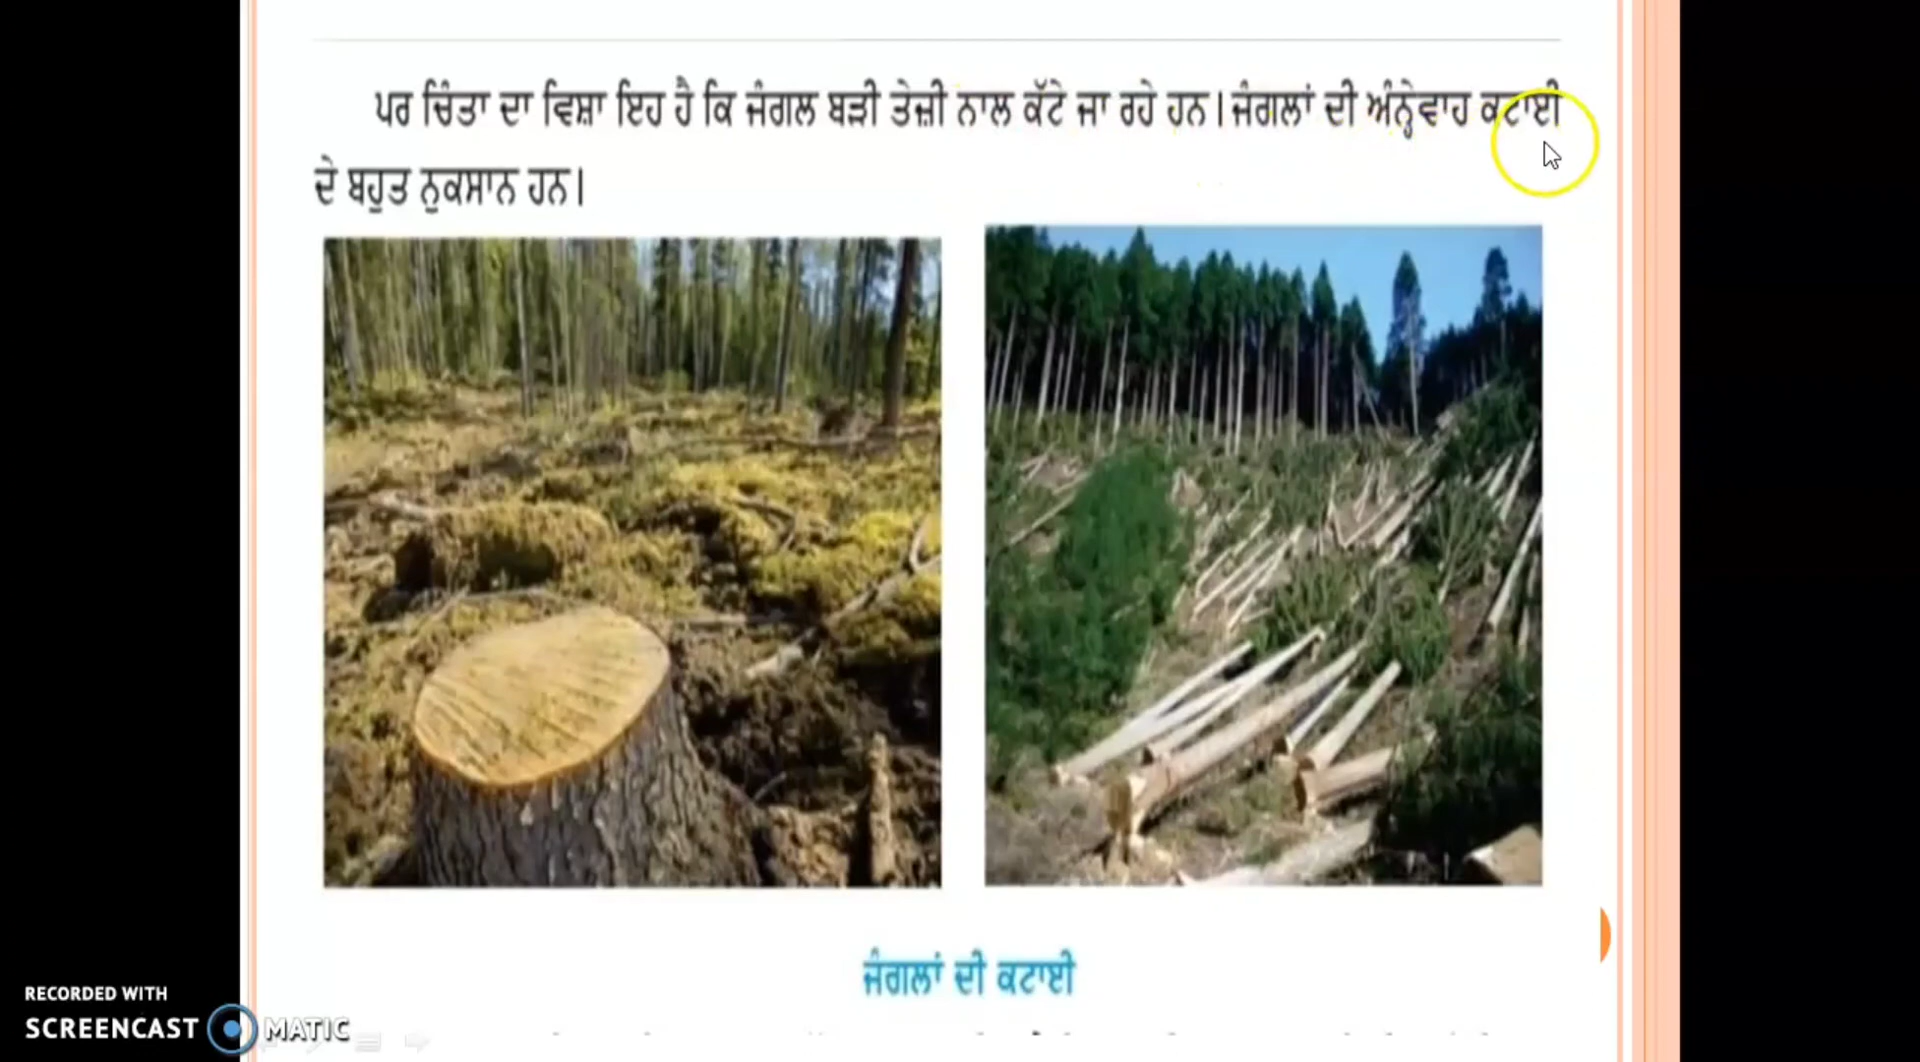 ਪਰ ਚਿੰਤਾ ਦਾ ਵਿਸ਼ਾ ਇਹ ਹੈ ਕਿ ਜੰਗਲ ਬੜੀ ਤੇਜ਼ੀ ਨਾਲ ਕੱਟੇ ਜਾ ਰਹੇ ਹਨ। ਜੰਗਲਾਂ ਦੀ ਅੰਨ੍ਹੇਵਾਹ ਕਟਾਈ
ਦੇ ਬਹੁਤ ਨੁਕਸਾਨ ਹਨ।
ਜੰਗਲਾਂ ਦੀ ਕਟਾਈ
RECORDED WITH
SCREENCAST MATIC